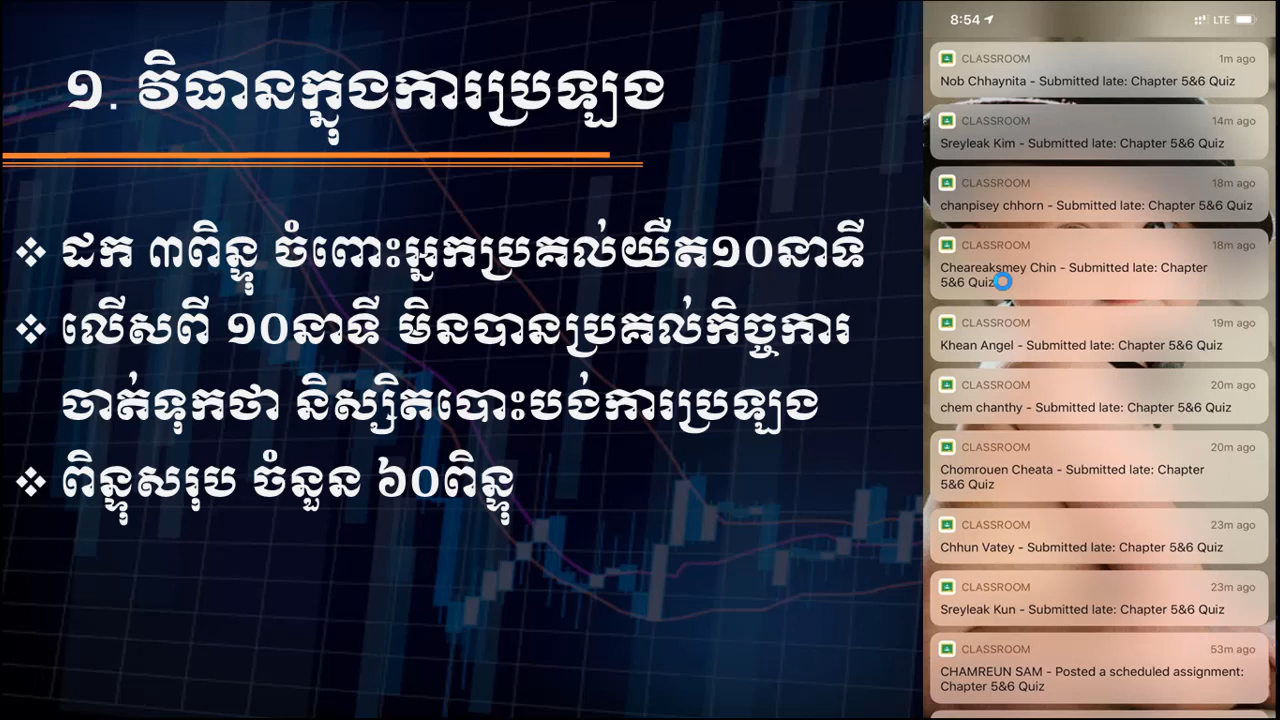 ១. វិធានក្នុងការប្រឡង
❖ ដក ៣ពិន្ទុ ចំពោះអ្នកប្រគល់យឺត១០នាទី
❖ លើសពី ១០នាទី មិនបានប្រគល់កិច្ចការ
ចាត់ទុកថា និស្សិតបោះបង់ការប្រឡង
❖ ពិន្ទុសរុប ចំនួន ៦០ពិន្ទុ
8:54 LTE
CLASSROOM 1m ago
Nob Chhaynita - Submitted late: Chapter 5&6 Quiz
CLASSROOM 14m ago
Sreyleak Kim - Submitted late: Chapter 5&6 Quiz
CLASSROOM 18m ago
chanpisey chhorn - Submitted late: Chapter 5&6 Quiz
CLASSROOM 18m ago
Cheareaksmey Chin - Submitted late: Chapter
5&6 Quiz
CLASSROOM 19m ago
Khean Angel - Submitted late: Chapter 5&6 Quiz
CLASSROOM 20m ago
chem chanthy - Submitted late: Chapter 5&6 Quiz
CLASSROOM 20m ago
Chomrouen Cheata - Submitted late: Chapter
5&6 Quiz
CLASSROOM 23m ago
Chhun Vatey - Submitted late: Chapter 5&6 Quiz
CLASSROOM 23m ago
Sreyleak Kun - Submitted late: Chapter 5&6 Quiz
CLASSROOM 53m ago
CHAMREUN SAM - Posted a scheduled assignment:
Chapter 5&6 Quiz